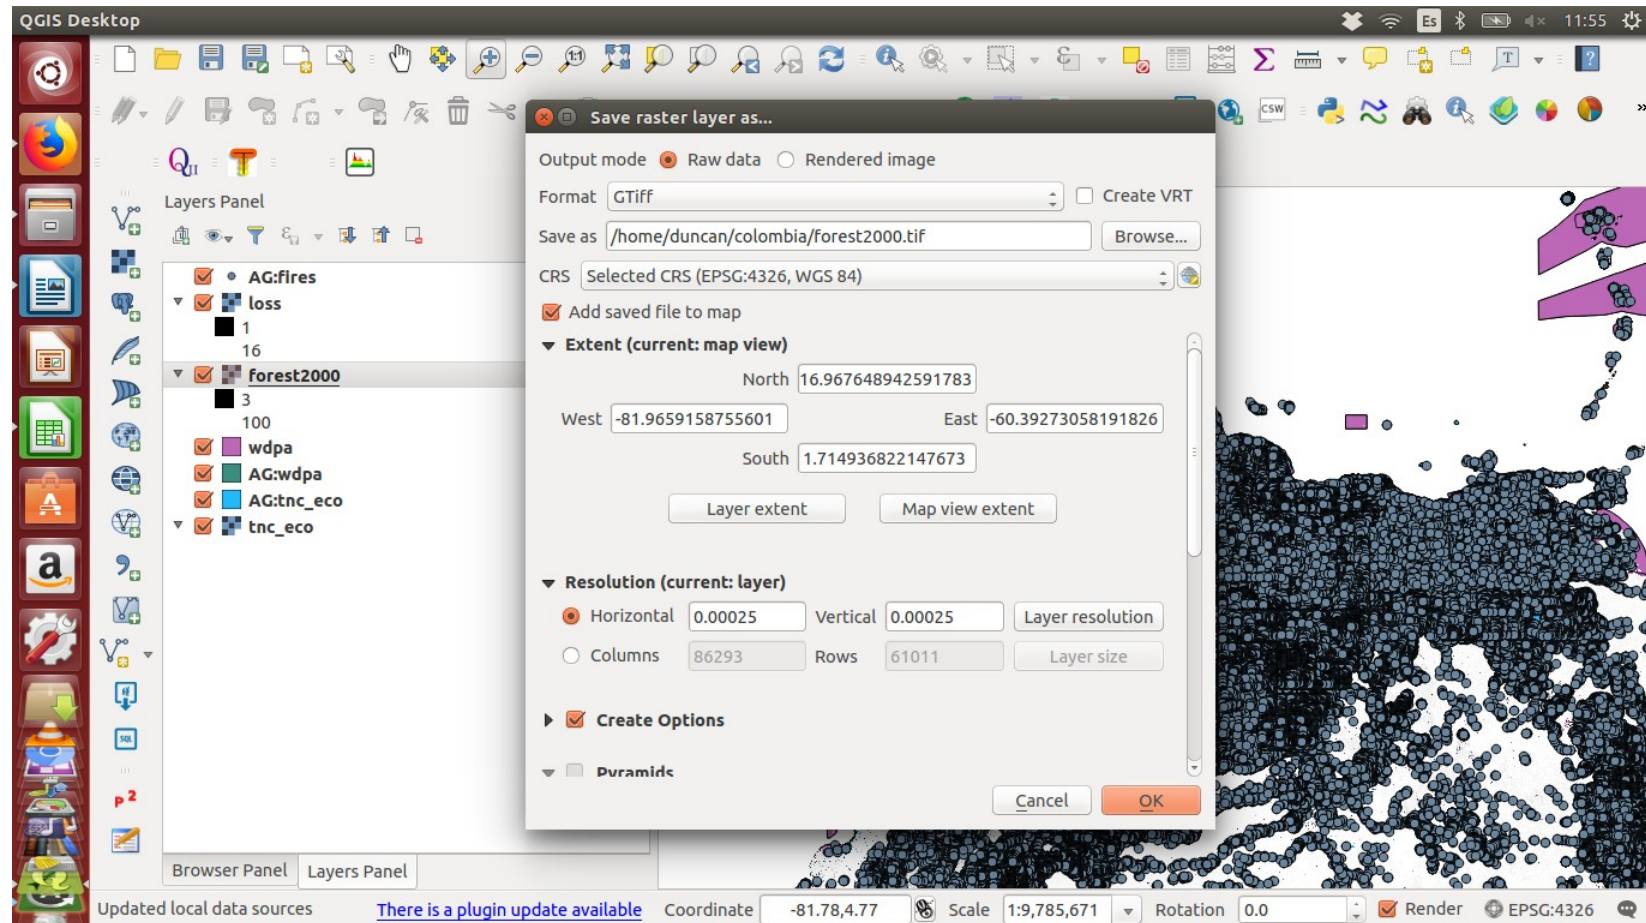 QGIS Desktop
Es
11:55
1:1
T
?
CSW
»
QII
T
Save raster layer as...
Output mode Raw data Rendered image
Format GTiff Create VRT
Save as /home/duncan/colombia/forest2000.tif Browse...
CRS Selected CRS (EPSG:4326, WGS 84)
Add saved file to map
Extent (current: map view)
North 16.967648942591783
West -81.9659158755601 East -60.39273058191826
South 1.714936822147673
Layer extent Map view extent
Resolution (current: layer)
Horizontal 0.00025 Vertical 0.00025 Layer resolution
Columns 86293 Rows 61011 Layer size
Create Options
Pyramids
Cancel OK
Layers Panel
AG:fires
loss
1
16
forest2000
3
100
wdpa
AG:wdpa
AG:tnc_eco
tnc_eco
a
SQL
P2
Browser Panel Layers Panel
Updated local data sources There is a plugin update available Coordinate -81.78,4.77 Scale 1:9,785,671 Rotation 0.0 Render EPSG:4326